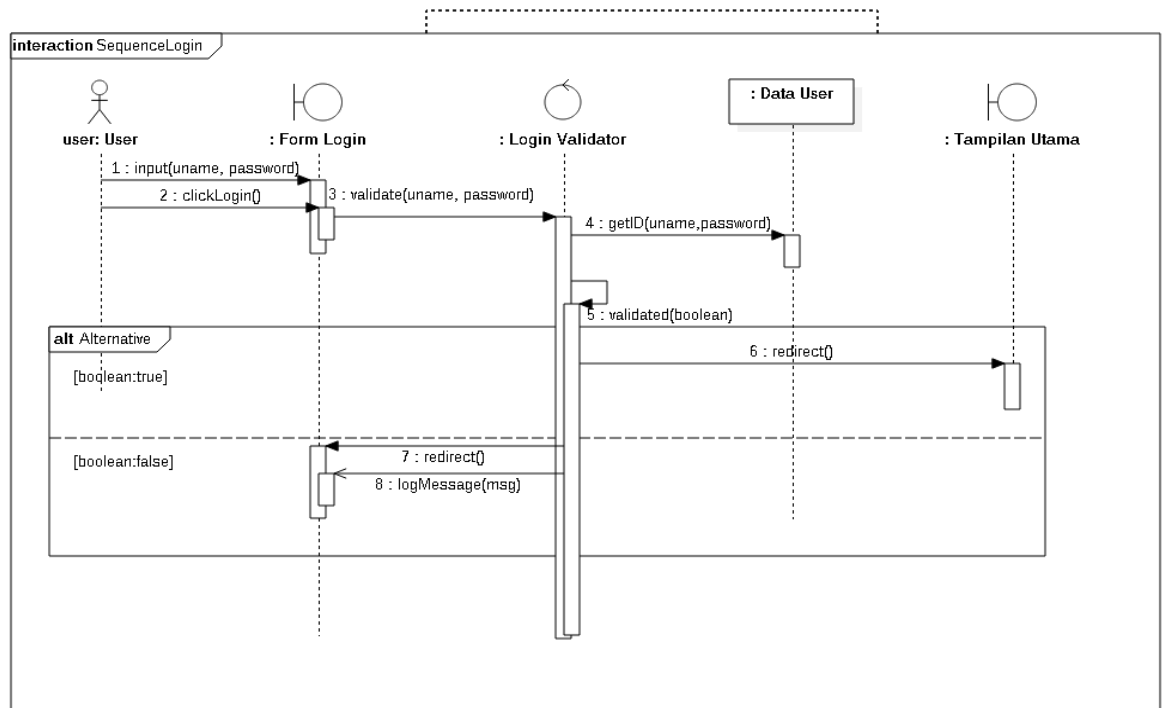 interaction SequenceLogin
user: User
: Form Login
: Login Validator
: Data User
: Tampilan Utama
1 : input(uname, password)
2 : clickLogin()
3 : validate(uname, password)
4 : getID(uname,password)
5 : validated(boolean)
alt Alternative
6 : redirect()
[boolean:true]
7 : redirect()
[boolean:false]
8 : logMessage(msg)